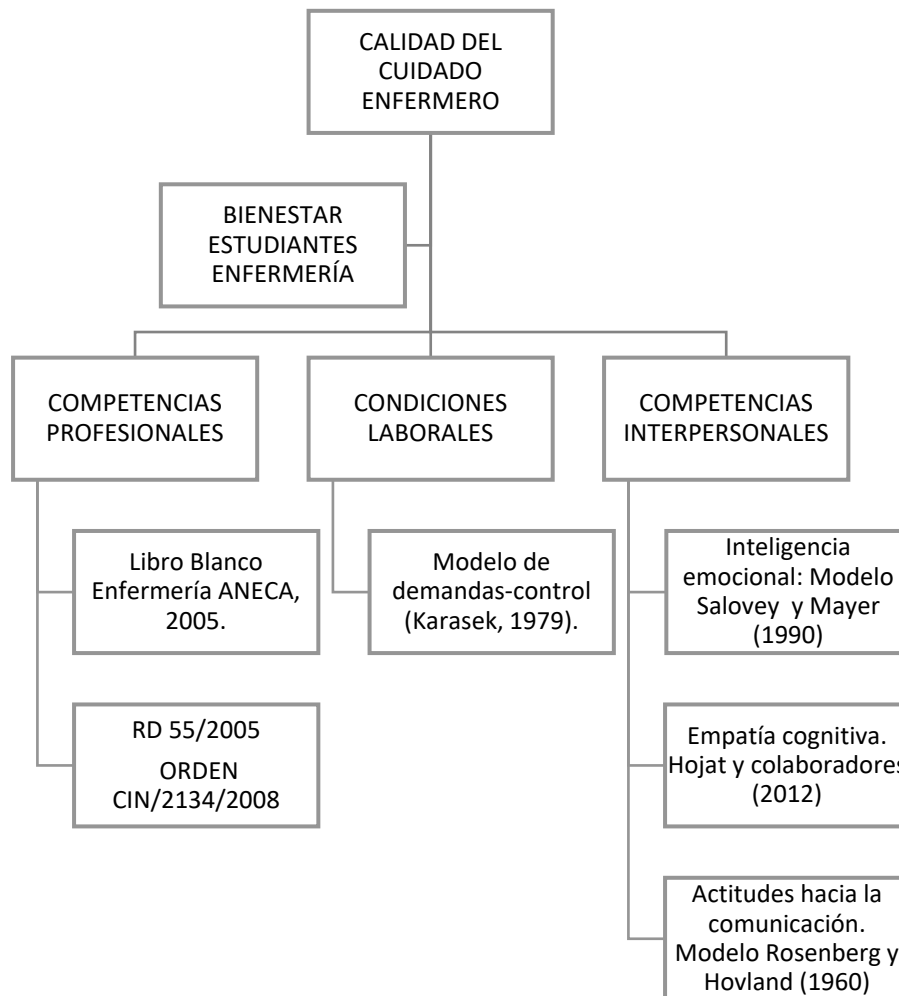 CALIDAD DEL
CUIDADO
ENFERMERO
BIENESTAR
ESTUDIANTES
ENFERMERÍA
COMPETENCIAS
PROFESIONALES
CONDICIONES
LABORALES
COMPETENCIAS
INTERPERSONALES
Libro Blanco
Enfermería ANECA,
2005.
RD 55/2005
ORDEN
CIN/2134/2008
Modelo de
demandas-control
(Karasek, 1979).
Inteligencia
emocional: Modelo
Salovey y Mayer
(1990)
Empatía cognitiva.
Hojat y colaboradores
(2012)
Actitudes hacia la
comunicación.
Modelo Rosenberg y
Hovland (1960)